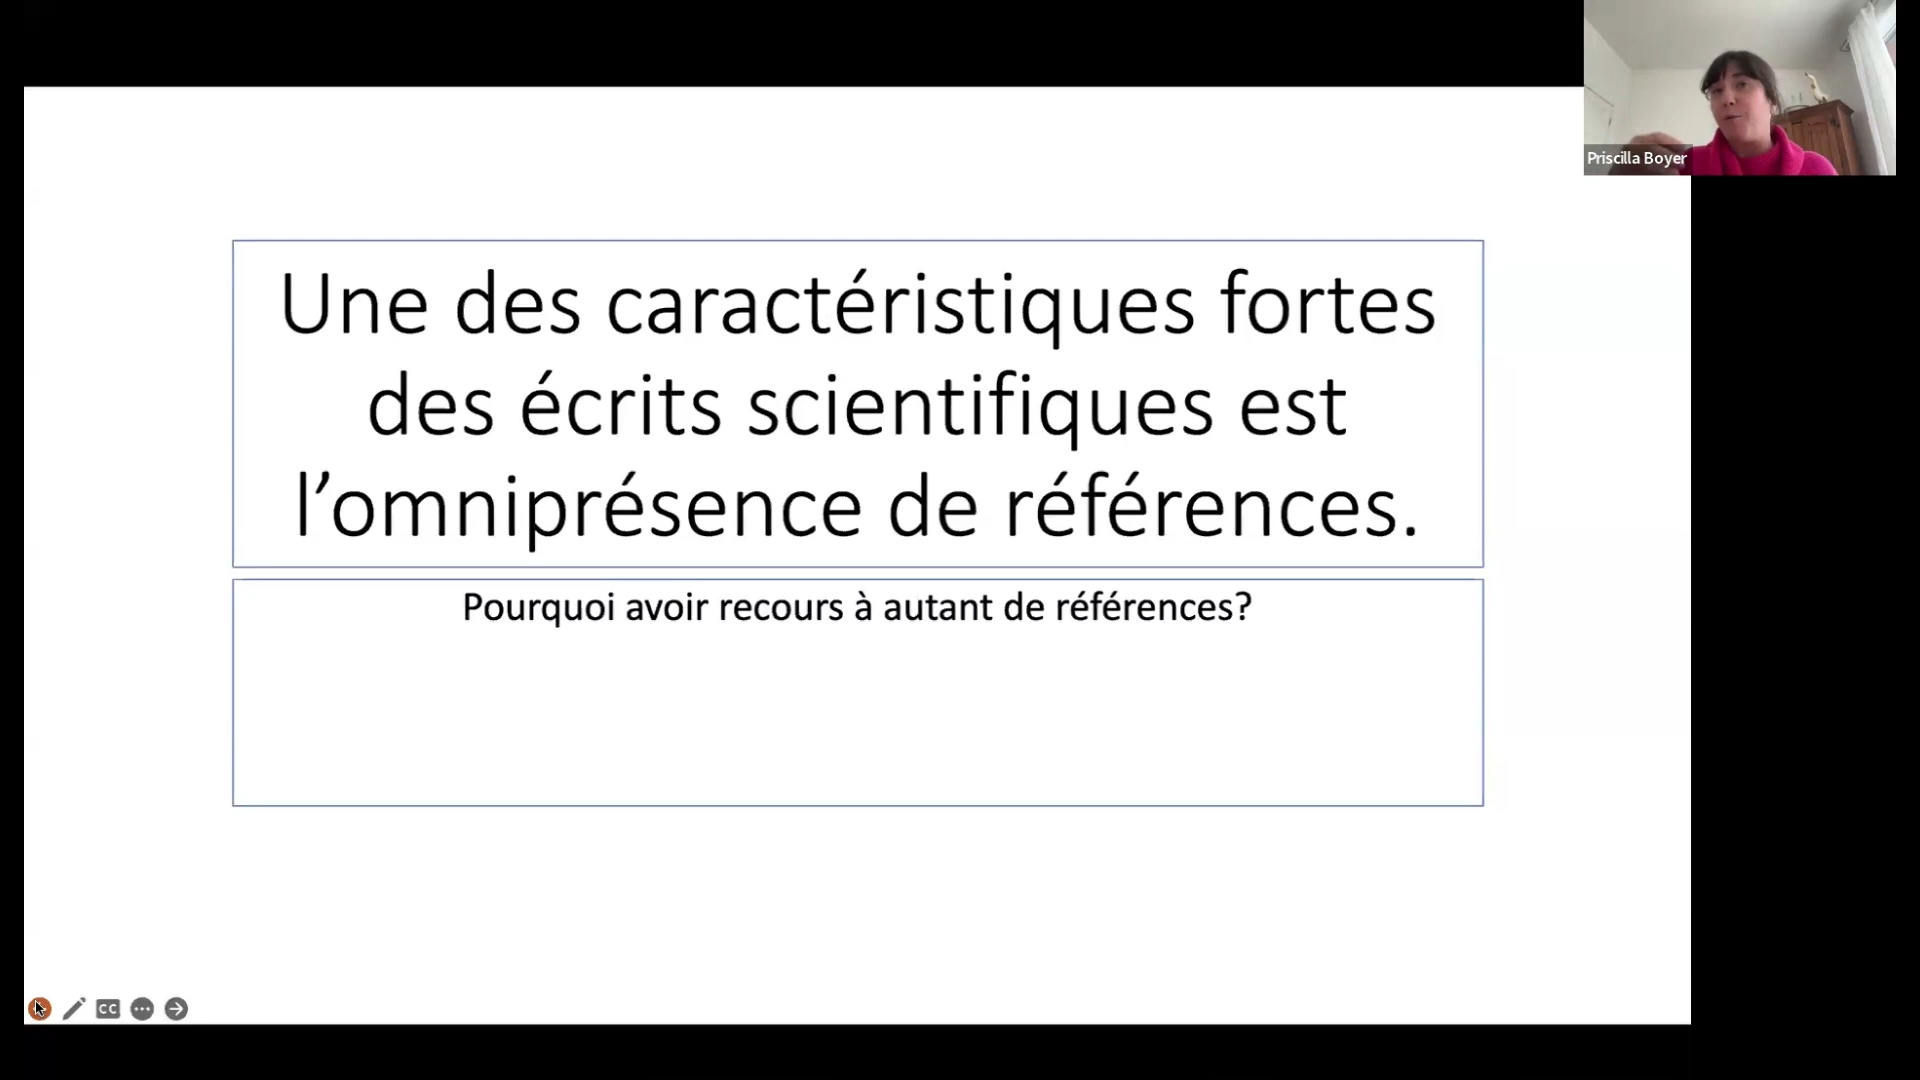 Priscilla Boyer
Une des caractéristiques fortes
des écrits scientifiques est
l’omniprésence de références.
Pourquoi avoir recours à autant de références?
CC